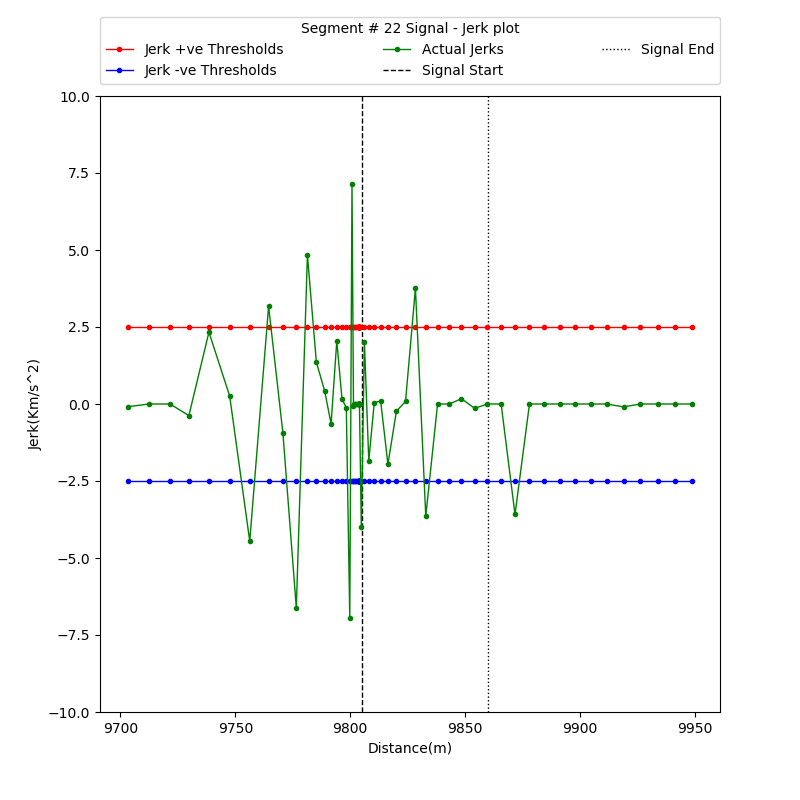 Segment # 22 Signal - Jerk plot
Jerk +ve Thresholds
Jerk -ve Thresholds
Actual Jerks
Signal Start
Signal End
10.0
7.5
5.0
2.5
0.0
−2.5
−5.0
−7.5
−10.0
Jerk(Km/s^2)
9700
9750
9800
9850
9900
9950
Distance(m)